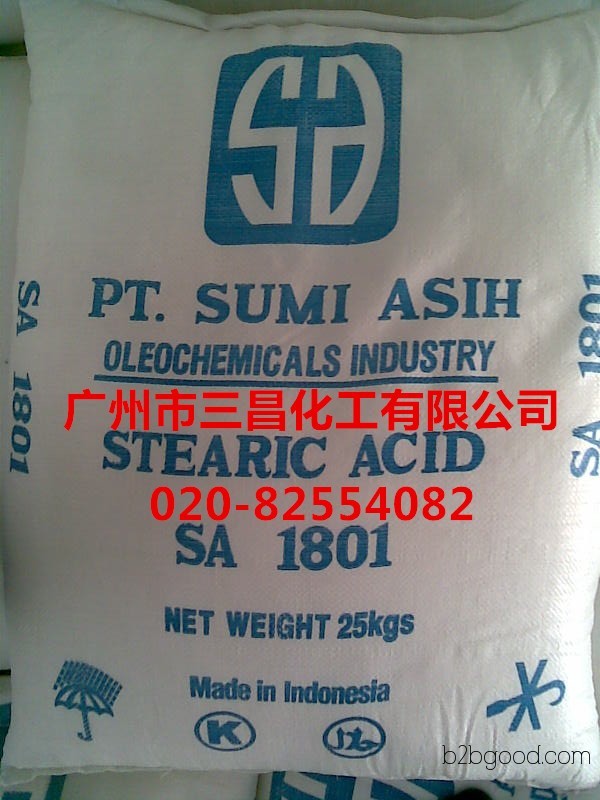 SA
PT. SUMI ASIH
OLEOCHEMICALS INDUSTRY
广州市三昌化工有限公司
STEARIC ACID
020-82554082
SA 1801
NET WEIGHT 25kgs
Made in Indonesia
K
SA 1801
SA 1801
b2bgood.com